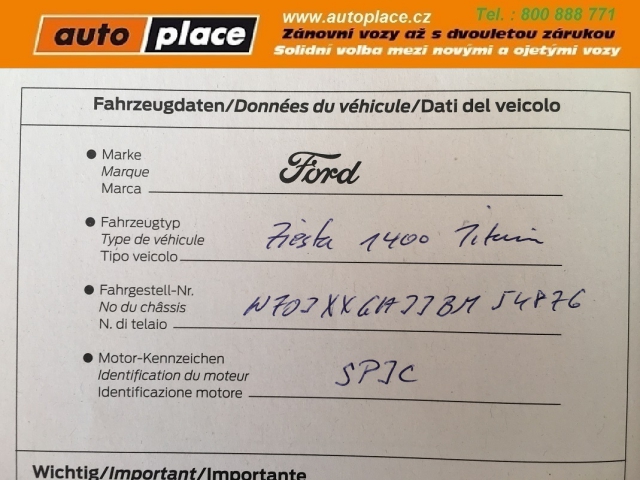 auto place
www.autoplace.cz
Tel. : 800 888 771
Zánovní vozy až s dvouletou zárukou
Solidní volba mezi novými a ojetými vozy
Fahrzeugdaten/Données du véhicule/Dati del veicolo
Marke
Marque
Marca
Ford
Fahrzeugtyp
Type de véhicule
Tipo veicolo
Fiesta 1400 Titanium
Fahrgestell-Nr.
No du châssis
N. di telaio
Motor-Kennzeichen
Identification du moteur
Identificazione motore
SPJC
Wichtig/Important/Importante